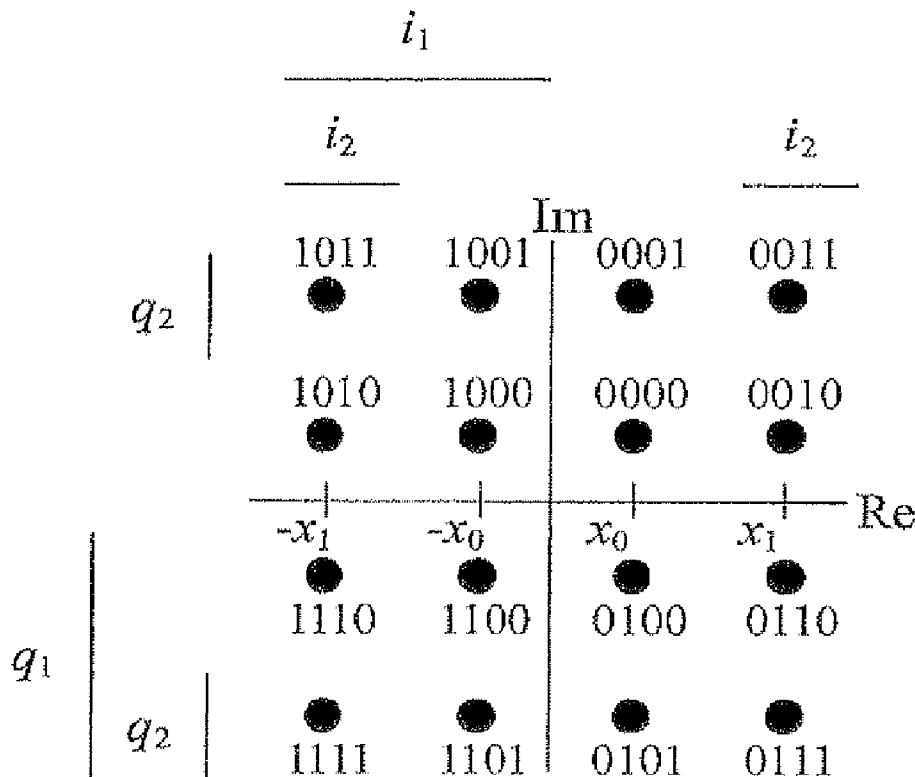 i₁
i₂ i₂
Im
1011 1001 0001 0011
q₂
1010 1000 0000 0010
Re
-x₁ -x₀ x₀ x₁
1110 1100 0100 0110
q₁
q₂
1111 1101 0101 0111